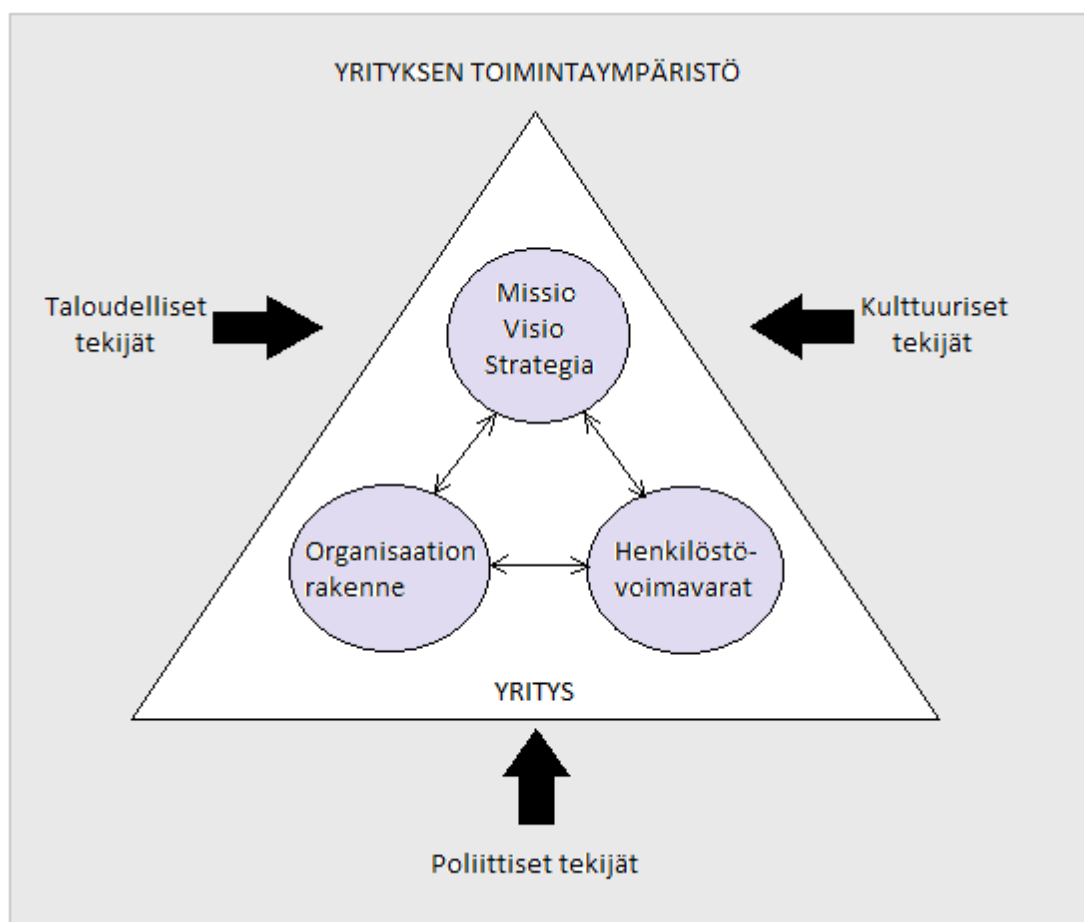 YRITYKSEN TOIMINTAYMPÄRISTÖ
Missio
Visio
Strategia
Taloudelliset
tekijät
Kulttuuriset
tekijät
Organisaation
rakenne
Henkilöstö-
voimavarat
YRITYS
Poliittiset tekijät